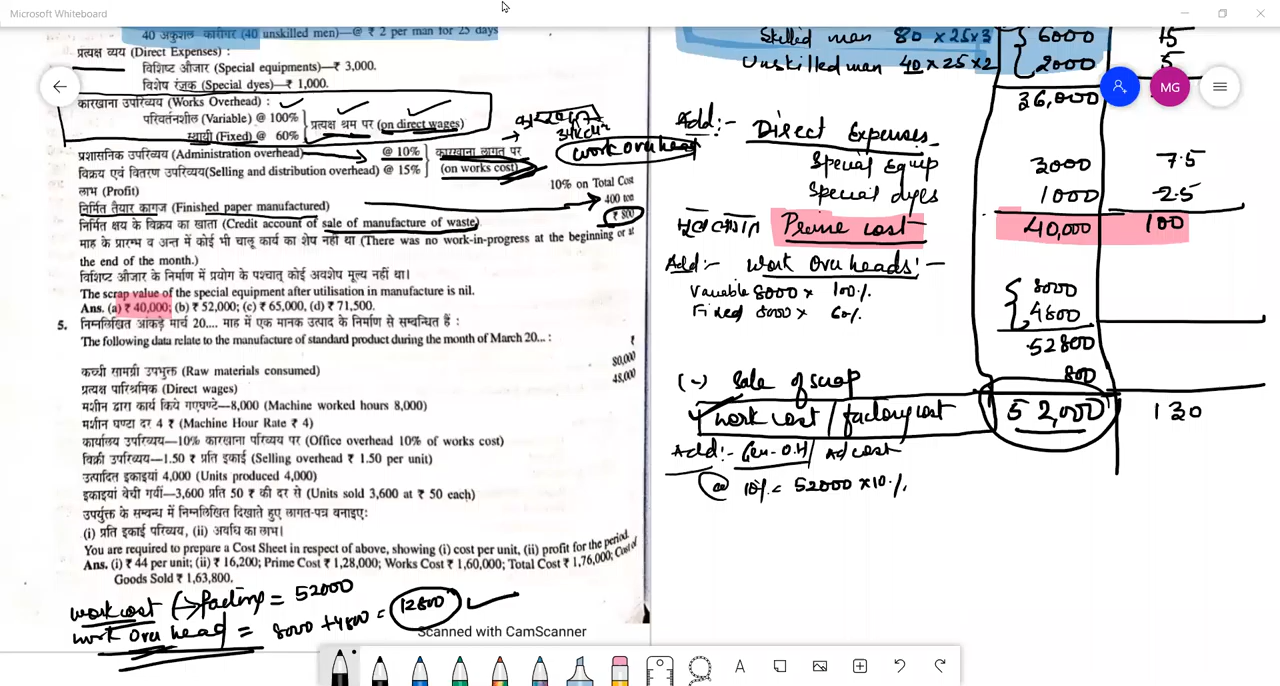 Microsoft Whiteboard
40 अकुशल कारीगर (40 unskilled men)—@ ₹ 2 per man for 25 days
प्रत्यक्ष व्यय (Direct Expenses) :
विशिष्ट औजार (Special equipments)—₹ 3,000.
विशेष रंजक (Special dyes)—₹ 1,000.
कारखाना उपरिव्यय (Works Overhead) :
परिवर्तनशील (Variable) @ 100%
स्थायी (Fixed) @ 60%
प्रत्यक्ष श्रम पर (on direct wages)
प्रशासनिक उपरिव्यय (Administration overhead) @ 10%
विक्रय एवं वितरण उपरिव्यय(Selling and distribution overhead) @ 15%
कारखाना लागत पर
(on works cost)
work overhead
लाभ (Profit) 10% on Total Cost
निर्मित तैयार कागज (Finished paper manufactured) 400 ton
निर्मित क्षय के विक्रय का खाता (Credit account of sale of manufacture of waste) ₹ 800
माह के प्रारम्भ व अन्त में कोई भी चालू कार्य का शेष नहीं था (There was no work-in-progress at the beginning or at
the end of the month.)
विशिष्ट औजार के निर्माण में प्रयोग के पश्चात् कोई अवशेष मूल्य नहीं था।
The scrap value of the special equipment after utilisation in manufacture is nil.
Ans. (a) ₹ 40,000; (b) ₹ 52,000; (c) ₹ 65,000, (d) ₹ 71,500.
5. निम्नलिखित आंकड़े मार्च 20.... माह में एक मानक उत्पाद के निर्माण से सम्बन्धित हैं :
The following data relate to the manufacture of standard product during the month of March 20... :
₹
कच्ची सामग्री उपभुक्त (Raw materials consumed) 80,000
प्रत्यक्ष पारिश्रमिक (Direct wages) 48,000
मशीन द्वारा कार्य किये गए घण्टे—8,000 (Machine worked hours 8,000)
मशीन घण्टा दर 4 ₹ (Machine Hour Rate ₹ 4)
कार्यालय उपरिव्यय—10% कारखाना परिव्यय पर (Office overhead 10% of works cost)
विक्री उपरिव्यय—1.50 ₹ प्रति इकाई (Selling overhead ₹ 1.50 per unit)
उत्पादित इकाइयां 4,000 (Units produced 4,000)
इकाइयां बेची गयीं—3,600 प्रति 50 ₹ की दर से (Units sold 3,600 at ₹ 50 each)
उपर्युक्त के सम्बन्ध में निम्नलिखित दिखाते हुए लागत-पत्र बनाइए:
(i) प्रति इकाई परिव्यय, (ii) अवधि का लाभ।
You are required to prepare a Cost Sheet in respect of above, showing (i) cost per unit, (ii) profit for the period.
Ans. (i) ₹ 44 per unit; (ii) ₹ 16,200; Prime Cost ₹ 1,28,000; Works Cost ₹ 1,60,000; Total Cost ₹ 1,76,000; Cost of
Goods Sold ₹ 1,63,800.
work cost factory = 52000
work over head = 8000 + 4800 = 12800
Scanned with CamScanner
Skilled man 80 x 25 x 3 6000 15
Unskilled man 40 x 25 x 2 2000 5
36,000
MG
Add:- Direct Expenses
Special Equip 3000 7.5
Special dyes 1000 2.5
Prime cost 40,000 100
Add:- Work Over heads:-
Variable 8000 x 100% 8000
Fixed 8000 x 60% 4800
52800
(-) Sale of scrap 800
work cost / factory cost 52,000 130
Add:- Gen-O.H / Ad cost
@ 10% = 52000 x 10%
A